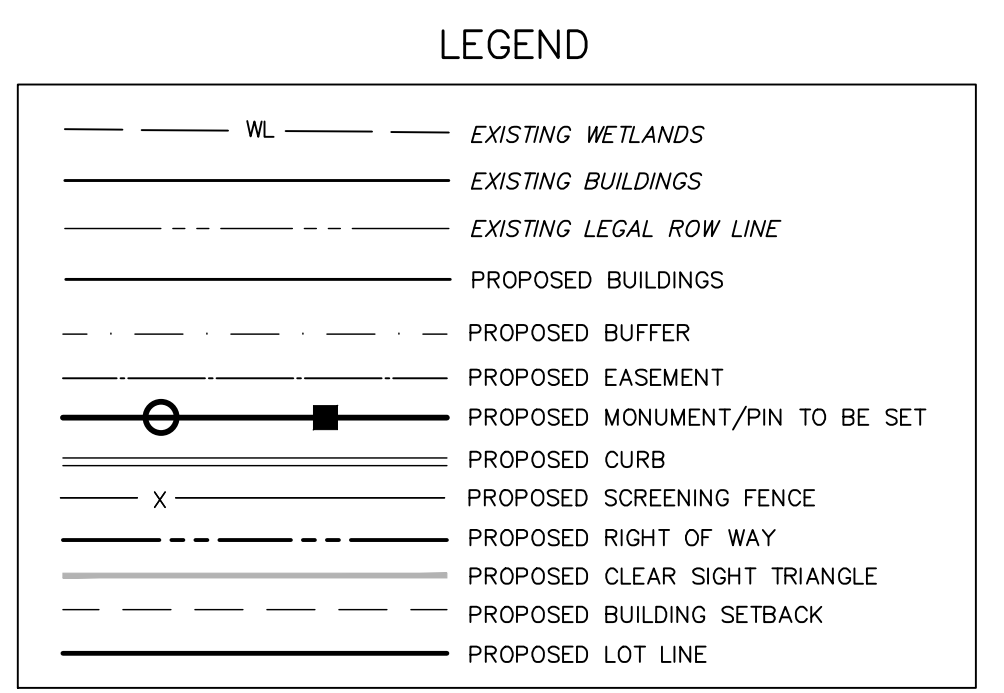 LEGEND
WL EXISTING WETLANDS
EXISTING BUILDINGS
EXISTING LEGAL ROW LINE
PROPOSED BUILDINGS
PROPOSED BUFFER
PROPOSED EASEMENT
PROPOSED MONUMENT/PIN TO BE SET
PROPOSED CURB
X PROPOSED SCREENING FENCE
PROPOSED RIGHT OF WAY
PROPOSED CLEAR SIGHT TRIANGLE
PROPOSED BUILDING SETBACK
PROPOSED LOT LINE